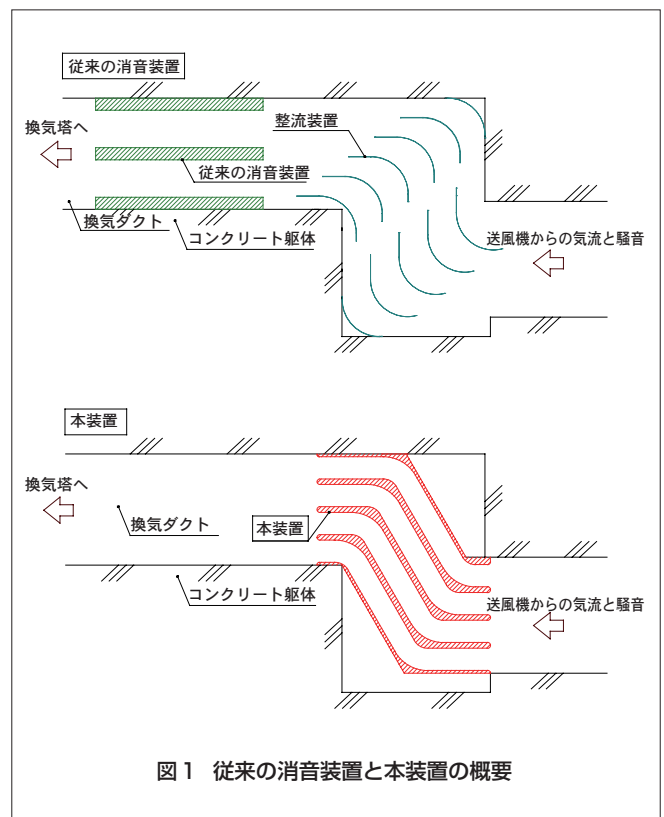 従来の消音装置
換気塔へ
整流装置
従来の消音装置
換気ダクト
コンクリート躯体
送風機からの気流と騒音
本装置
換気塔へ
換気ダクト
本装置
コンクリート躯体
送風機からの気流と騒音
図1 従来の消音装置と本装置の概要